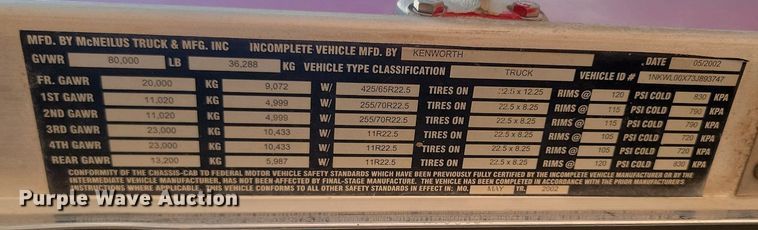 MFD. BY McNEILUS TRUCK & MFG. INC INCOMPLETE VEHICLE MFD. BY KENWORTH DATE 05/2002
GVWR 80,000 LB 36,288 KG VEHICLE TYPE CLASSIFICATION TRUCK VEHICLE ID # 1NKWL00X73J893747
FR. GAWR 20,000 KG 9,072 W/ 425/65R22.5 TIRES ON 22.5 x 12.25 RIMS @ 120 PSI COLD 830 KPA
1ST GAWR 11,020 KG 4,999 W/ 255/70R22.5 TIRES ON 22.5 x 8.25 RIMS @ 115 PSI COLD 790 KPA
2ND GAWR 11,020 KG 4,999 W/ 255/70R22.5 TIRES ON 22.5 x 8.25 RIMS @ 115 PSI COLD 790 KPA
3RD GAWR 23,000 KG 10,433 W/ 11R22.5 TIRES ON 22.5 x 8.25 RIMS @ 105 PSI COLD 720 KPA
4TH GAWR 23,000 KG 10,433 W/ 11R22.5 TIRES ON 22.5 x 8.25 RIMS @ 105 PSI COLD 720 KPA
REAR GAWR 13,200 KG 5,987 W/ 11R22.5 TIRES ON 22.5 x 8.25 RIMS @ 120 PSI COLD 830 KPA
CONFORMITY OF THE CHASSIS-CAB TO FEDERAL MOTOR VEHICLE SAFETY STANDARDS WHICH HAVE BEEN PREVIOUSLY FULLY CERTIFIED BY THE INCOMPLETE VEHICLE MANUFACTURER OR BY THE
INTERMEDIATE VEHICLE MANUFACTURER, HAS NOT BEEN AFFECTED BY FINAL-STAGE MANUFACTURE. THE VEHICLE HAS BEEN COMPLETED IN ACCORDANCE WITH THE PRIOR MANUFACTURER'S
INSTRUCTIONS WHERE APPLICABLE. THIS VEHICLE CONFORMS TO ALL OTHER SAFETY STANDARDS IN EFFECT IN: MO. MAY YR. 2002
Purple Wave Auction